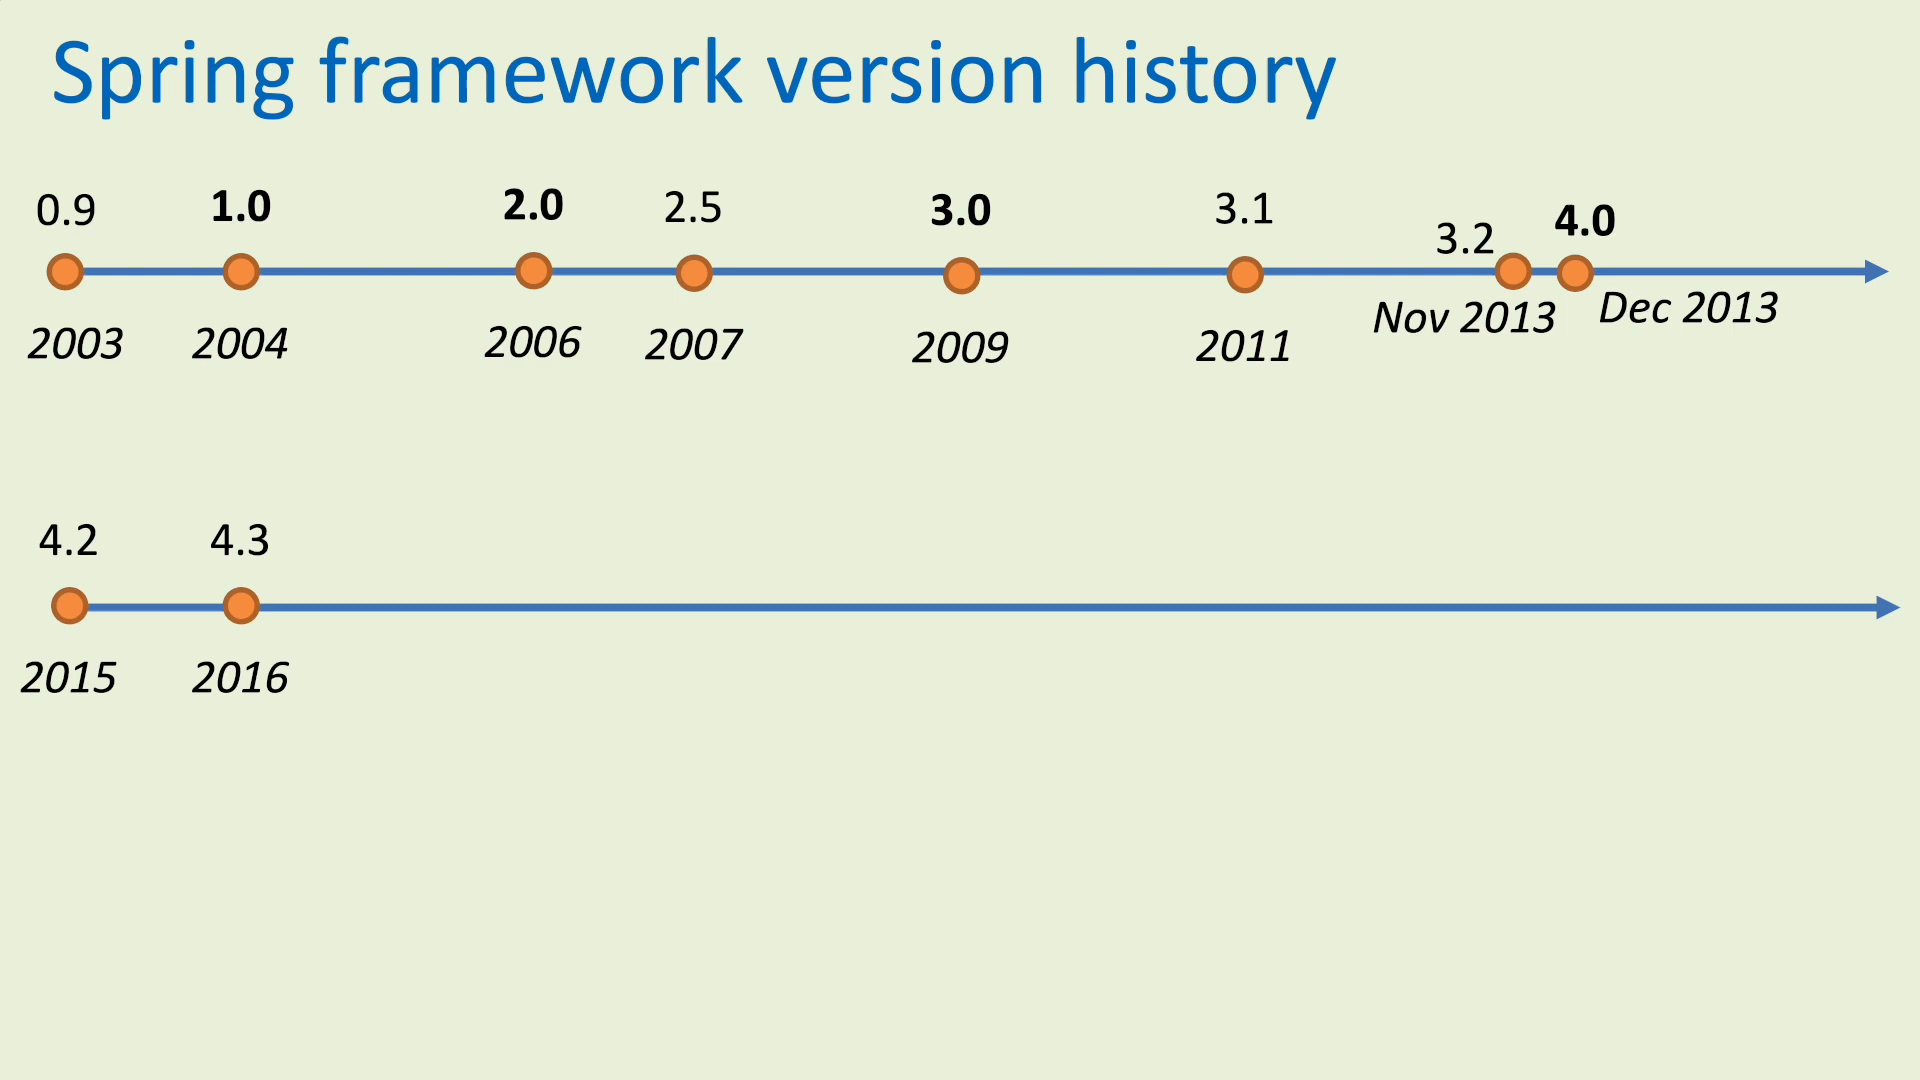 Spring framework version history
0.9 1.0 2.0 2.5 3.0 3.1 3.2 4.0
2003 2004 2006 2007 2009 2011 Nov 2013 Dec 2013
4.2 4.3
2015 2016